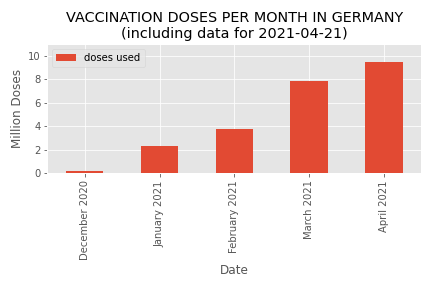 VACCINATION DOSES PER MONTH IN GERMANY
(including data for 2021-04-21)
doses used
Million Doses
10
8
6
4
2
0
December 2020
January 2021
February 2021
March 2021
April 2021
Date